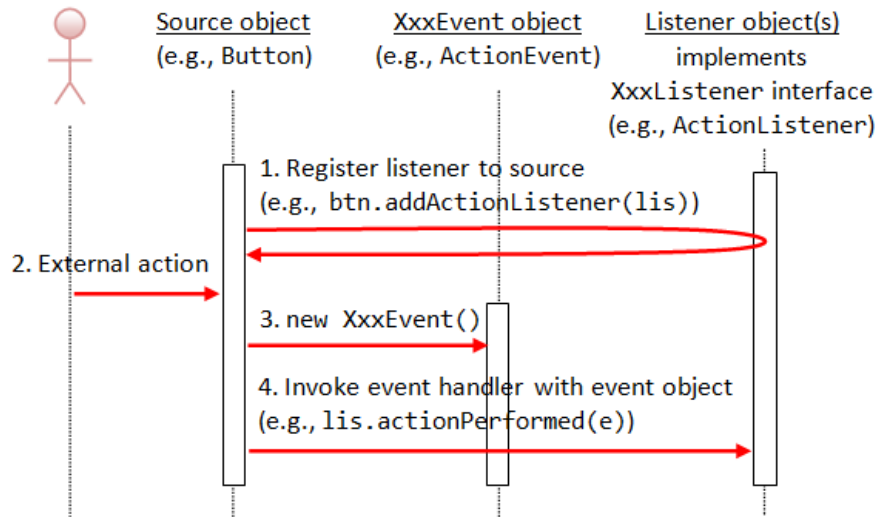 Source object
(e.g., Button)
XxxEvent object
(e.g., ActionEvent)
Listener object(s)
implements
XxxListener interface
(e.g., ActionListener)
1. Register listener to source
(e.g., btn.addActionListener(lis))
2. External action
3. new XxxEvent()
4. Invoke event handler with event object
(e.g., lis.actionPerformed(e))